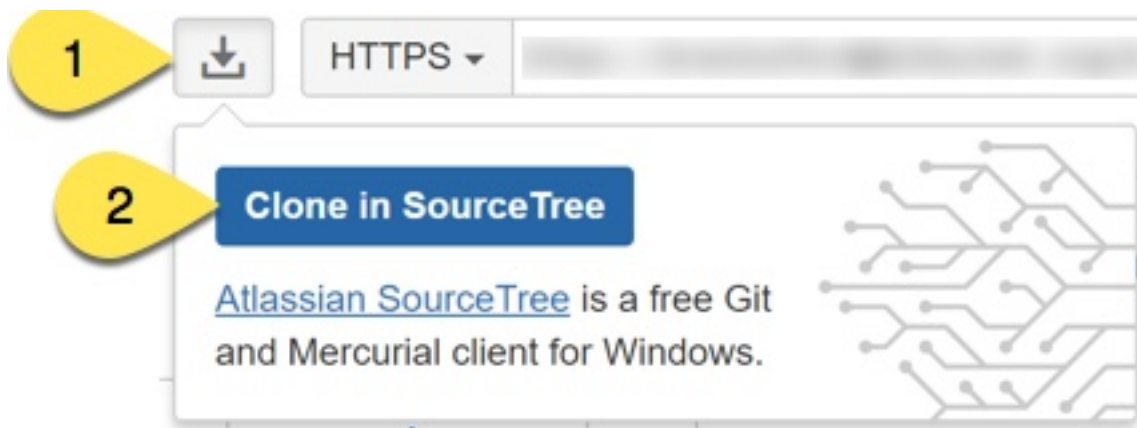 1
HTTPS
2
Clone in SourceTree
Atlassian SourceTree is a free Git
and Mercurial client for Windows.